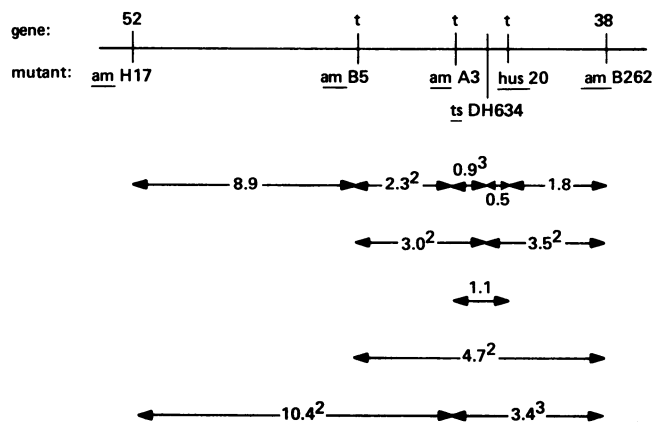 gene: 52 t t t 38
mutant: am H17 am B5 am A3 hus 20 am B262
ts DH634
8.9 2.3² 0.9³ 0.5 1.8
3.0² 3.5²
1.1
4.7²
10.4² 3.4³